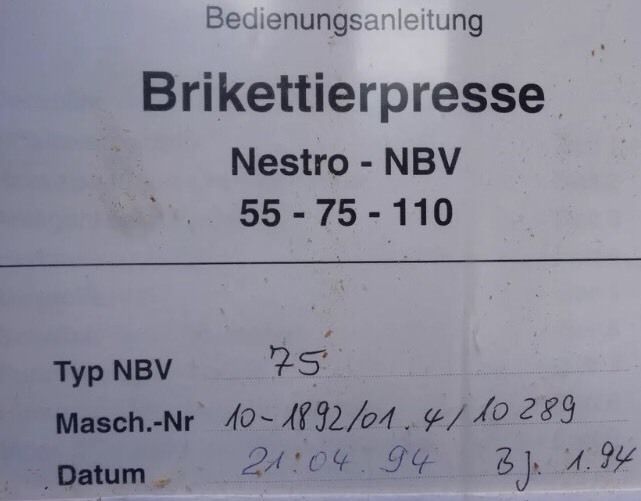 Bedienungsanleitung
Brikettierpresse
Nestro - NBV
55 - 75 - 110
Typ NBV 75
Masch.-Nr 10-1892/01.4/10289
Datum 21.04.94 Bj. 1.94